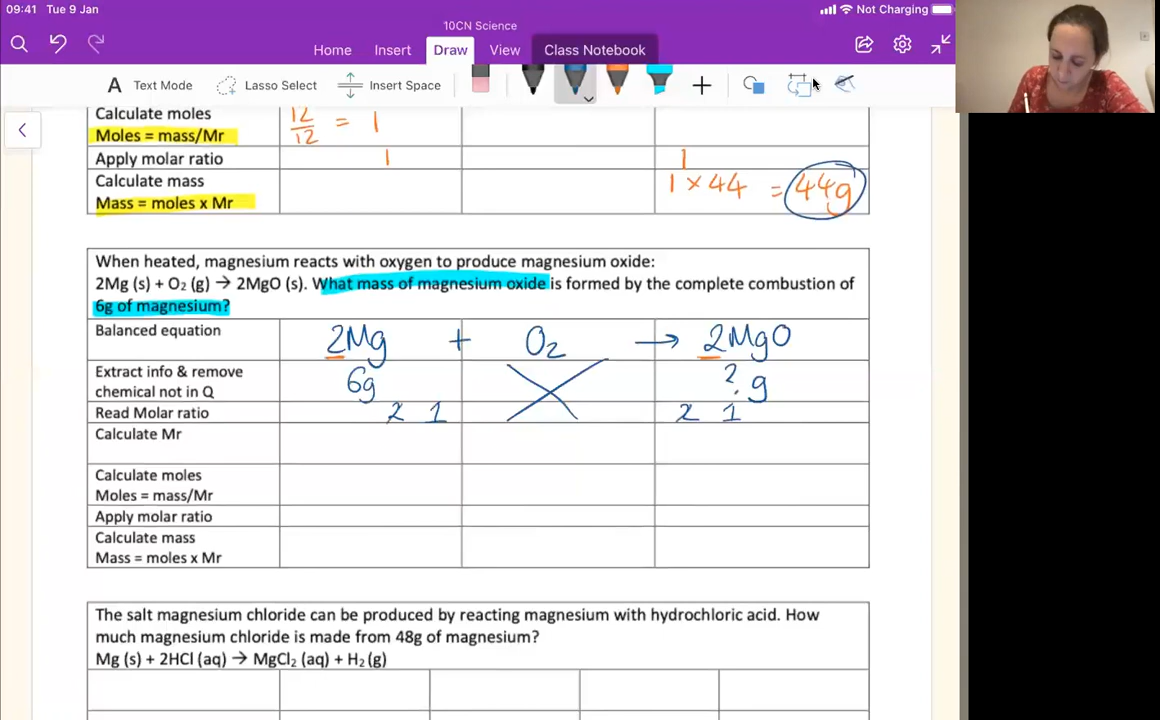 09:41 Tue 9 Jan
10CN Science
Not Charging
Home Insert Draw View Class Notebook
A Text Mode Lasso Select Insert Space
Calculate moles
Moles = mass/Mr
12/12 = 1
Apply molar ratio 1 1
Calculate mass
Mass = moles x Mr
1 × 44 = 44g
When heated, magnesium reacts with oxygen to produce magnesium oxide:
2Mg (s) + O₂ (g) → 2MgO (s). What mass of magnesium oxide is formed by the complete combustion of
6g of magnesium?
Balanced equation 2Mg + O₂ → 2MgO
Extract info & remove
chemical not in Q
6g ?g
Read Molar ratio 2 1 2 1
Calculate Mr
Calculate moles
Moles = mass/Mr
Apply molar ratio
Calculate mass
Mass = moles x Mr
The salt magnesium chloride can be produced by reacting magnesium with hydrochloric acid. How
much magnesium chloride is made from 48g of magnesium?
Mg (s) + 2HCl (aq) → MgCl₂ (aq) + H₂ (g)